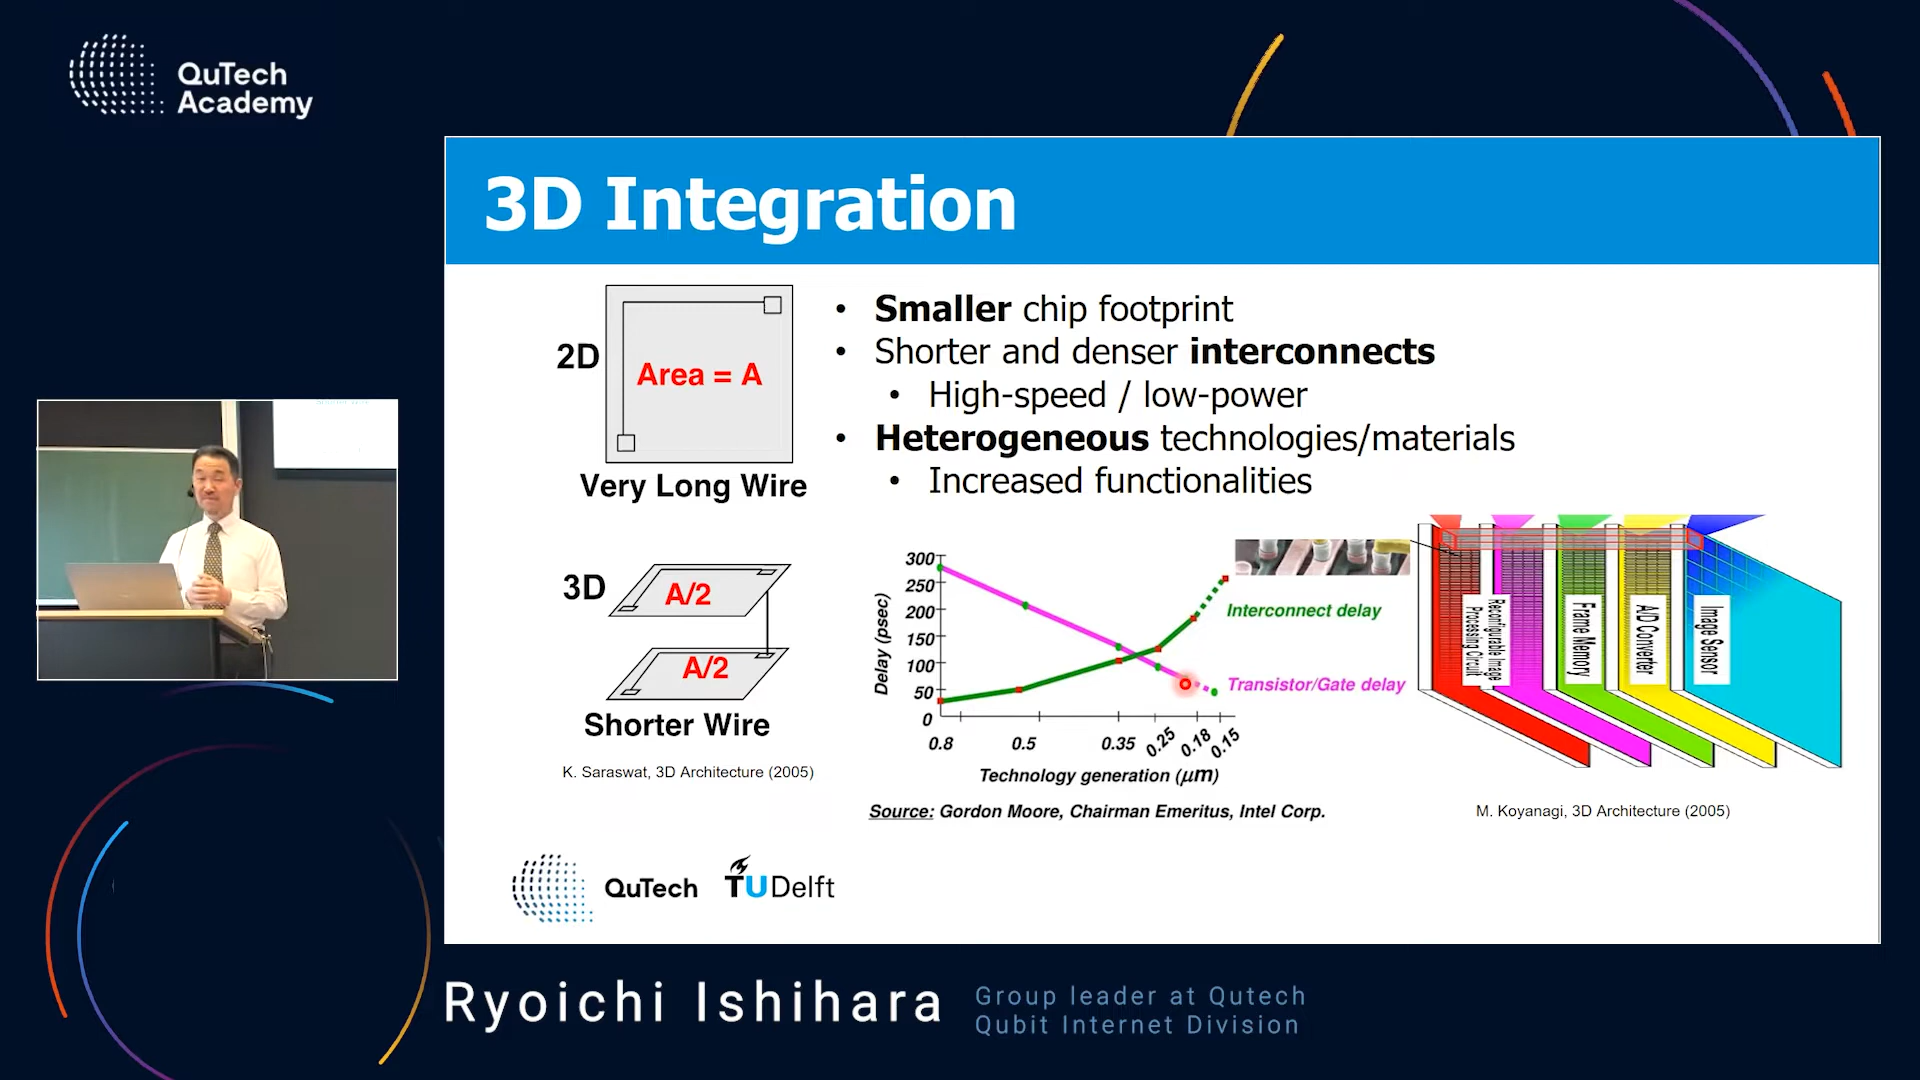 QuTech
Academy
3D Integration
2D
Area = A
Very Long Wire
• Smaller chip footprint
• Shorter and denser interconnects
• High-speed / low-power
• Heterogeneous technologies/materials
• Increased functionalities
3D
A/2
A/2
Shorter Wire
K. Saraswat, 3D Architecture (2005)
Delay (psec)
300
250
200
150
100
50
0
0.8
0.5
0.35
0.25
0.18
0.15
Technology generation (μm)
Interconnect delay
Transistor/Gate delay
Source: Gordon Moore, Chairman Emeritus, Intel Corp.
Reconfigurable Image
Processing Circuit
Frame Memory
A/D Converter
Image Sensor
M. Koyanagi, 3D Architecture (2005)
QuTech
TUDelft
Ryoichi Ishihara
Group leader at Qutech
Qubit Internet Division